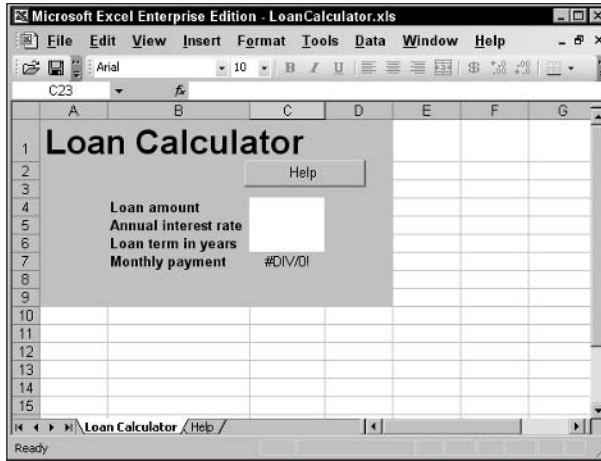 Microsoft Excel Enterprise Edition - LoanCalculator.xls
File Edit View Insert Format Tools Data Window Help
Arial 10 B I U
C23 fx
A B C D E F G
1 Loan Calculator
2 Help
3
4 Loan amount
5 Annual interest rate
6 Loan term in years
7 Monthly payment #DIV/0!
8
9
10
11
12
13
14
15
Loan Calculator Help
Ready